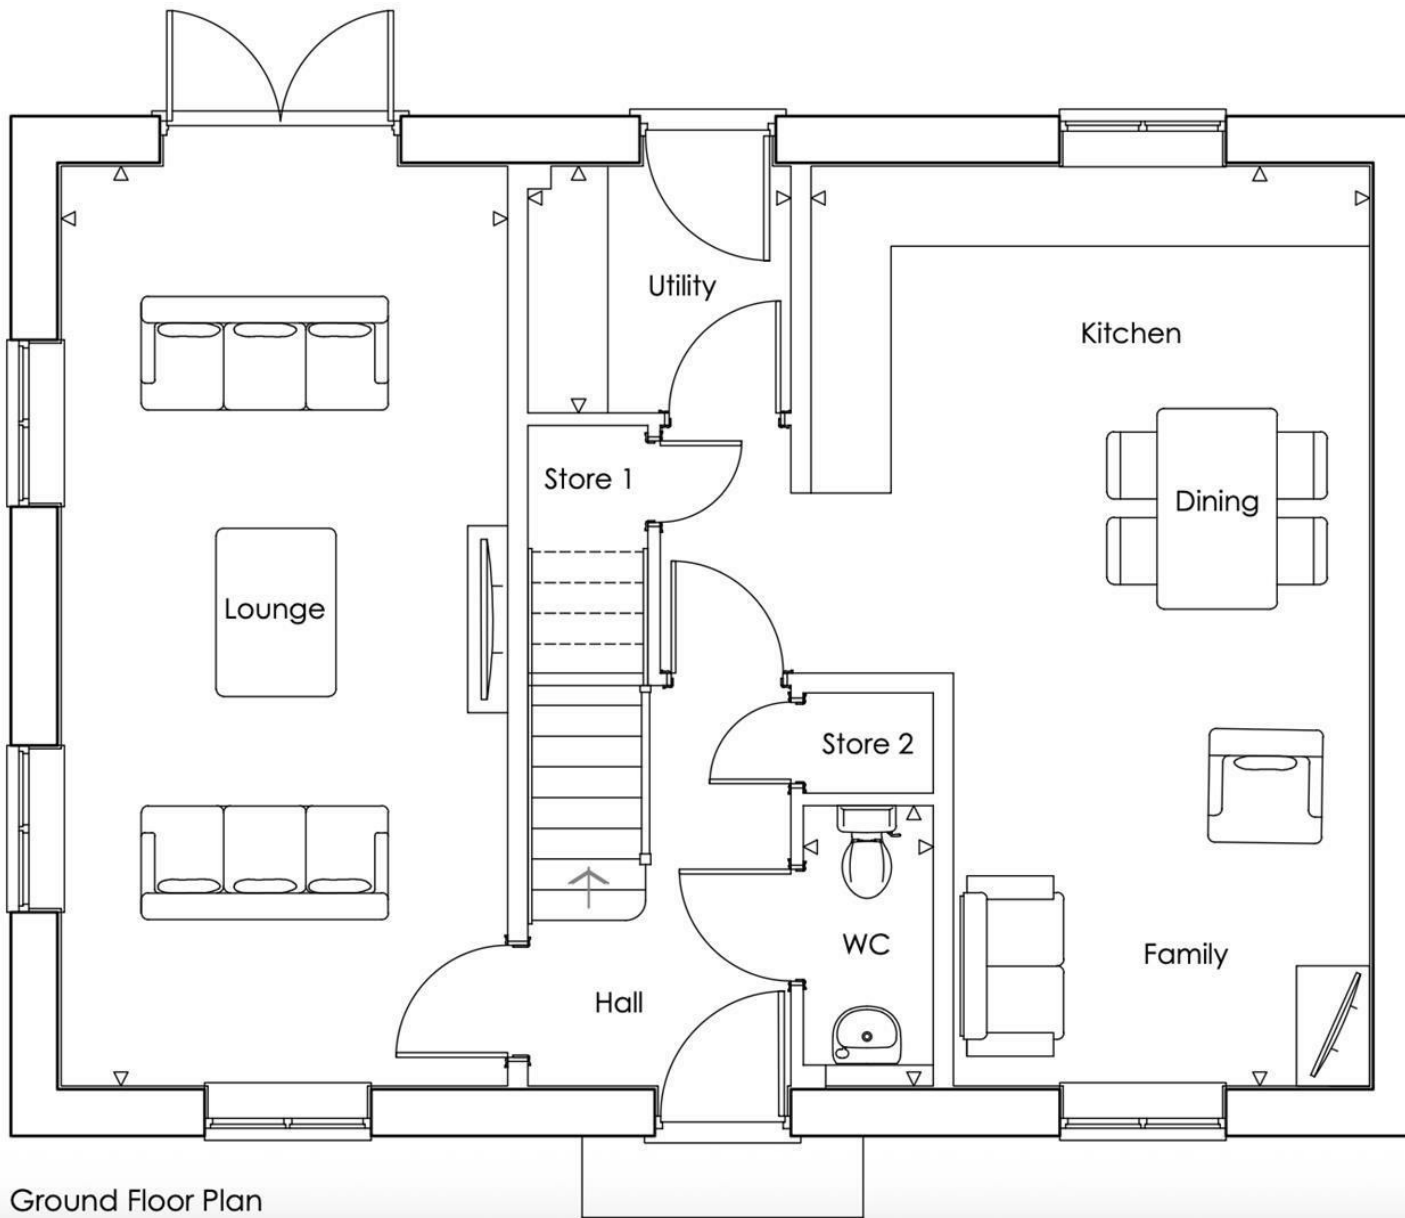 Utility
Kitchen
Store 1
Dining
Lounge
Store 2
WC
Family
Hall
Ground Floor Plan